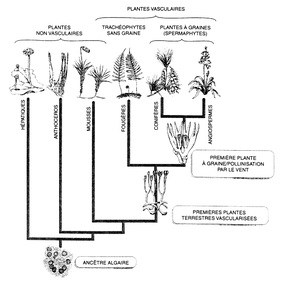 PLANTES VASCULAIRES
PLANTES
NON VASCULAIRES
TRACHÉOPHYTES
SANS GRAINE
PLANTES À GRAINES
(SPERMAPHYTES)
HÉPATIQUES
ANTHOCEROS
MOUSSES
FOUGÈRES
CONIFÈRES
ANGIOSPERMES
PREMIÈRE PLANTE
À GRAINE/POLLINISATION
PAR LE VENT
PREMIÈRES PLANTES
TERRESTRES VASCULARISÉES
ANCÊTRE ALGAIRE